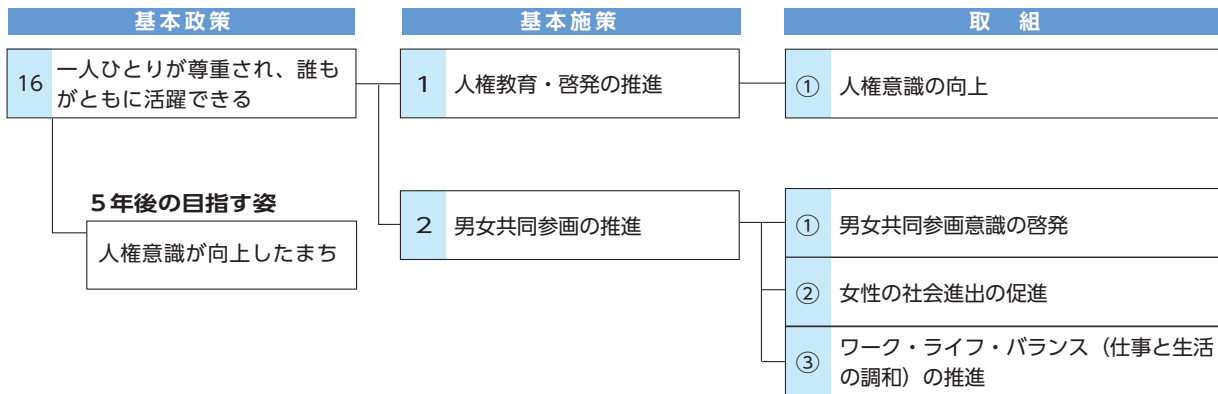 基本政策
基本施策
取 組
16
一人ひとりが尊重され、誰も
がともに活躍できる
1
人権教育・啓発の推進
①
人権意識の向上
5年後の目指す姿
人権意識が向上したまち
2
男女共同参画の推進
①
男女共同参画意識の啓発
②
女性の社会進出の促進
③
ワーク・ライフ・バランス（仕事と生活
の調和）の推進